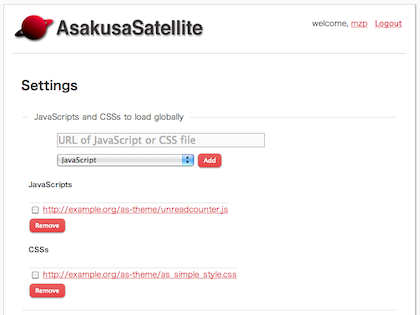 AsakusaSatellite
welcome, mzp Logout
Settings
JavaScripts and CSSs to load globally
URL of JavaScript or CSS file
JavaScript Add
JavaScripts
http://example.org/as-theme/unreadcounter.js
Remove
CSSs
http://example.org/as-theme/as_simple_style.css
Remove